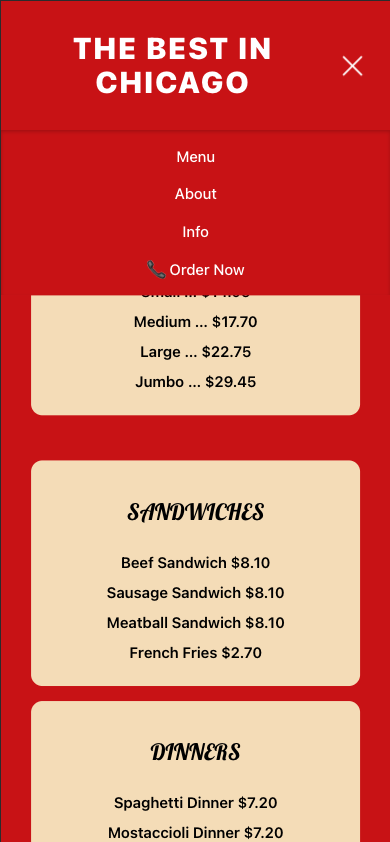 THE BEST IN
CHICAGO
Menu
About
Info
Order Now
Medium ... $17.70
Large ... $22.75
Jumbo ... $29.45
SANDWICHES
Beef Sandwich $8.10
Sausage Sandwich $8.10
Meatball Sandwich $8.10
French Fries $2.70
DINNERS
Spaghetti Dinner $7.20
Mostaccioli Dinner $7.20